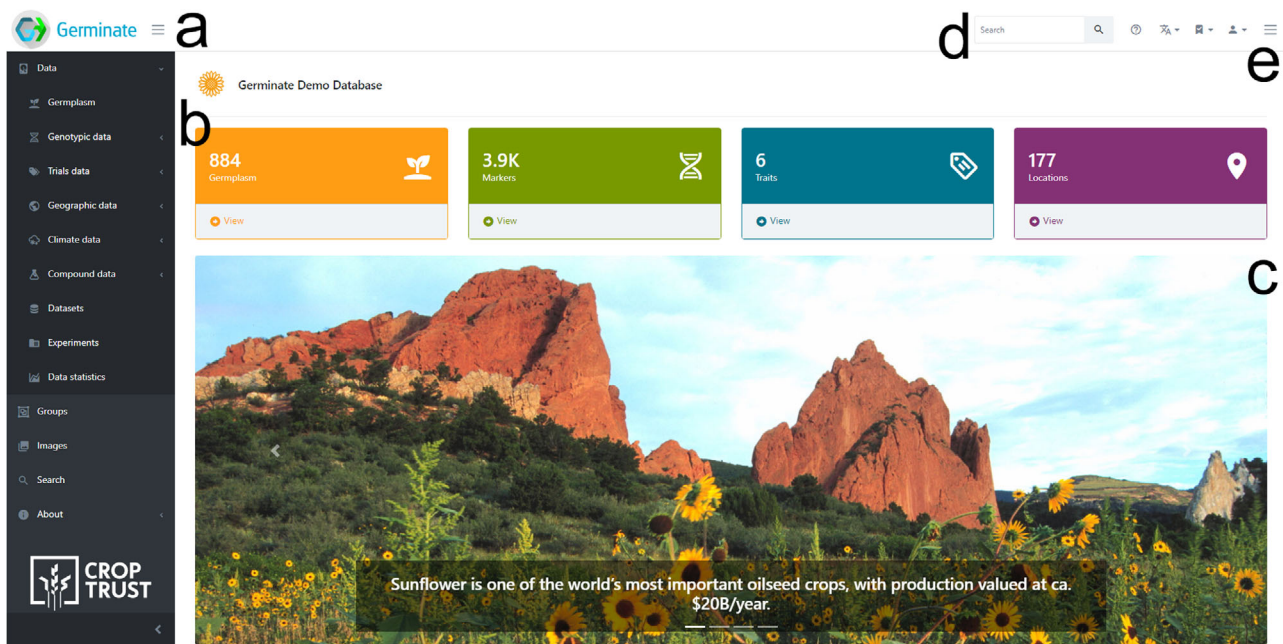 Germinate
a
d
Search
e
Data
Germplasm
Genotypic data
Trials data
Geographic data
Climate data
Compound data
Datasets
Experiments
Data statistics
Groups
Images
Search
About
CROP
TRUST
Germinate Demo Database
b
884
Germplasm
View
3.9K
Markers
View
6
Traits
View
177
Locations
View
c
Sunflower is one of the world's most important oilseed crops, with production valued at ca.
$20B/year.